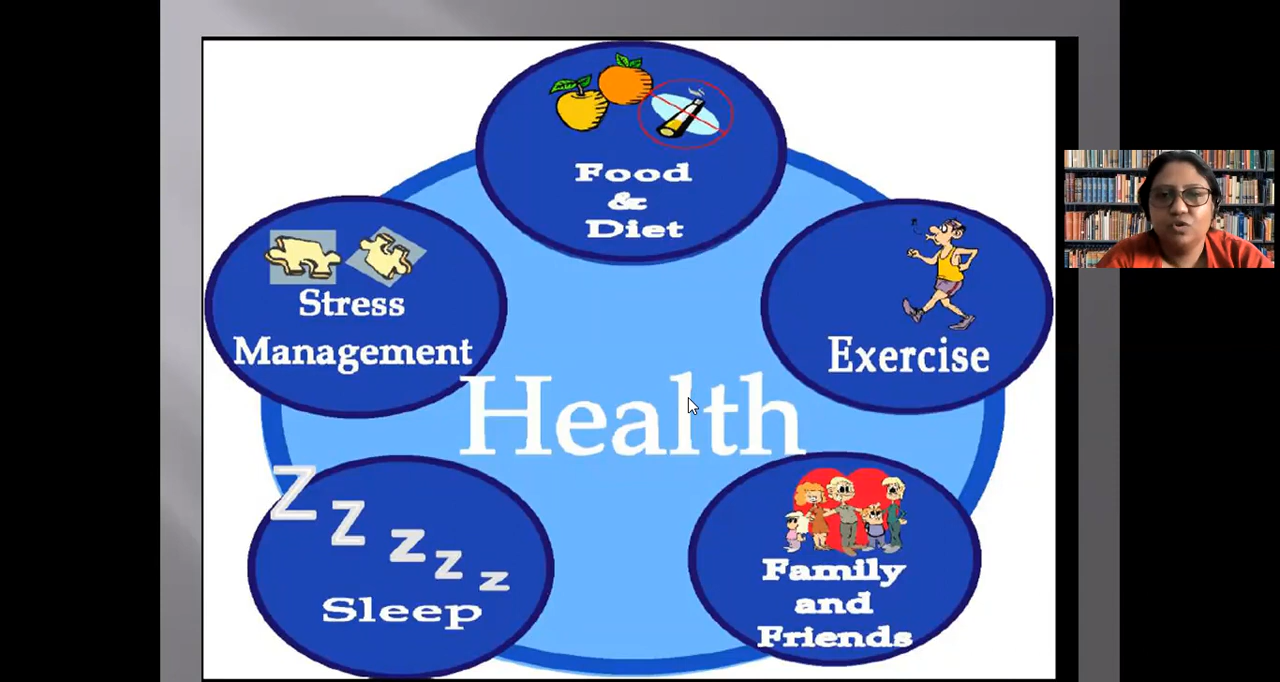 Food
&
Diet
Stress
Management
Exercise
Health
Z Z Z Z Z
Sleep
Family
and
Friends